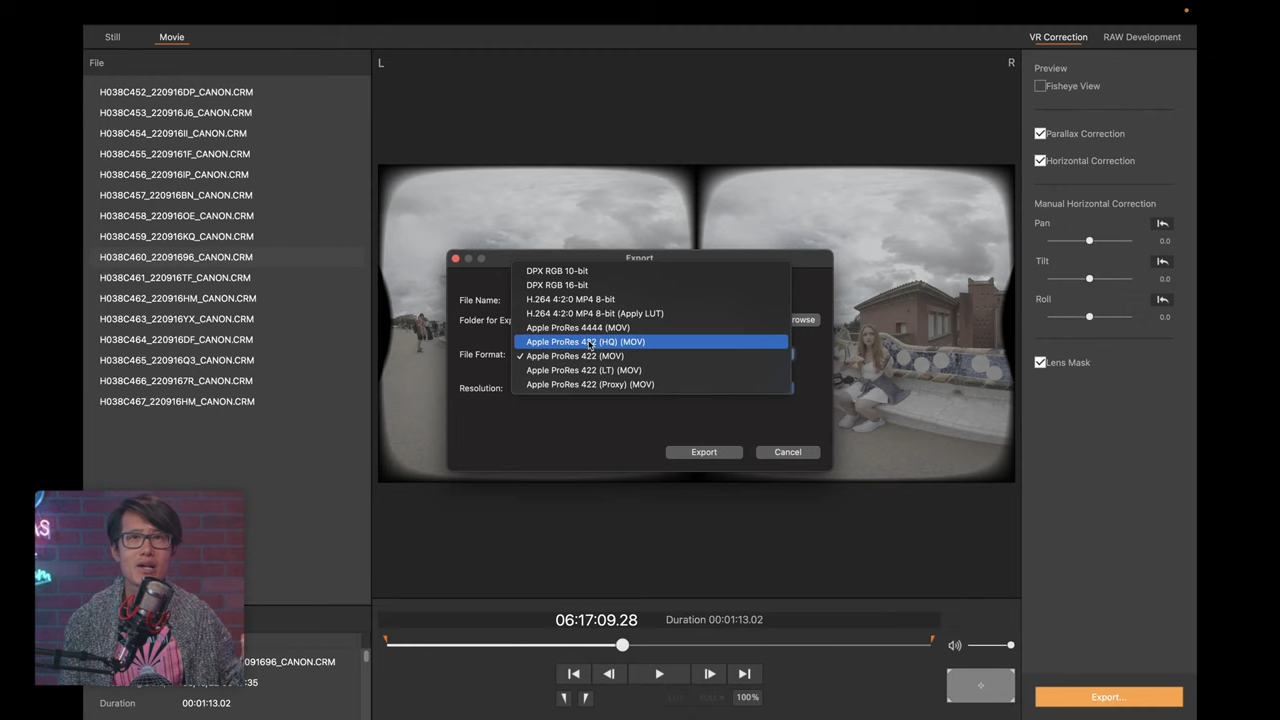 Still
Movie
VR Correction
RAW Development
File
L
R
Preview
Fisheye View
H038C452_220916DP_CANON.CRM
H038C453_220916J6_CANON.CRM
H038C454_220916II_CANON.CRM
H038C455_2209161F_CANON.CRM
H038C456_220916IP_CANON.CRM
H038C457_220916BN_CANON.CRM
H038C458_220916OE_CANON.CRM
H038C459_220916KQ_CANON.CRM
H038C460_22091696_CANON.CRM
H038C461_220916TF_CANON.CRM
H038C462_220916HM_CANON.CRM
H038C463_220916YX_CANON.CRM
H038C464_220916DF_CANON.CRM
H038C465_220916Q3_CANON.CRM
H038C466_2209167R_CANON.CRM
H038C467_220916HM_CANON.CRM
Parallax Correction
Horizontal Correction
Manual Horizontal Correction
Pan
0.0
Tilt
0.0
Roll
0.0
Lens Mask
Export
File Name:
Folder for Exp
rowse
File Format:
Resolution:
DPX RGB 10-bit
DPX RGB 16-bit
H.264 4:2:0 MP4 8-bit
H.264 4:2:0 MP4 8-bit (Apply LUT)
Apple ProRes 4444 (MOV)
Apple ProRes 422 (HQ) (MOV)
Apple ProRes 422 (MOV)
Apple ProRes 422 (LT) (MOV)
Apple ProRes 422 (Proxy) (MOV)
Export
Cancel
06:17:09.28
Duration 00:01:13.02
091696_CANON.CRM
:35
Duration
00:01:13.02
100%
Export...
AS